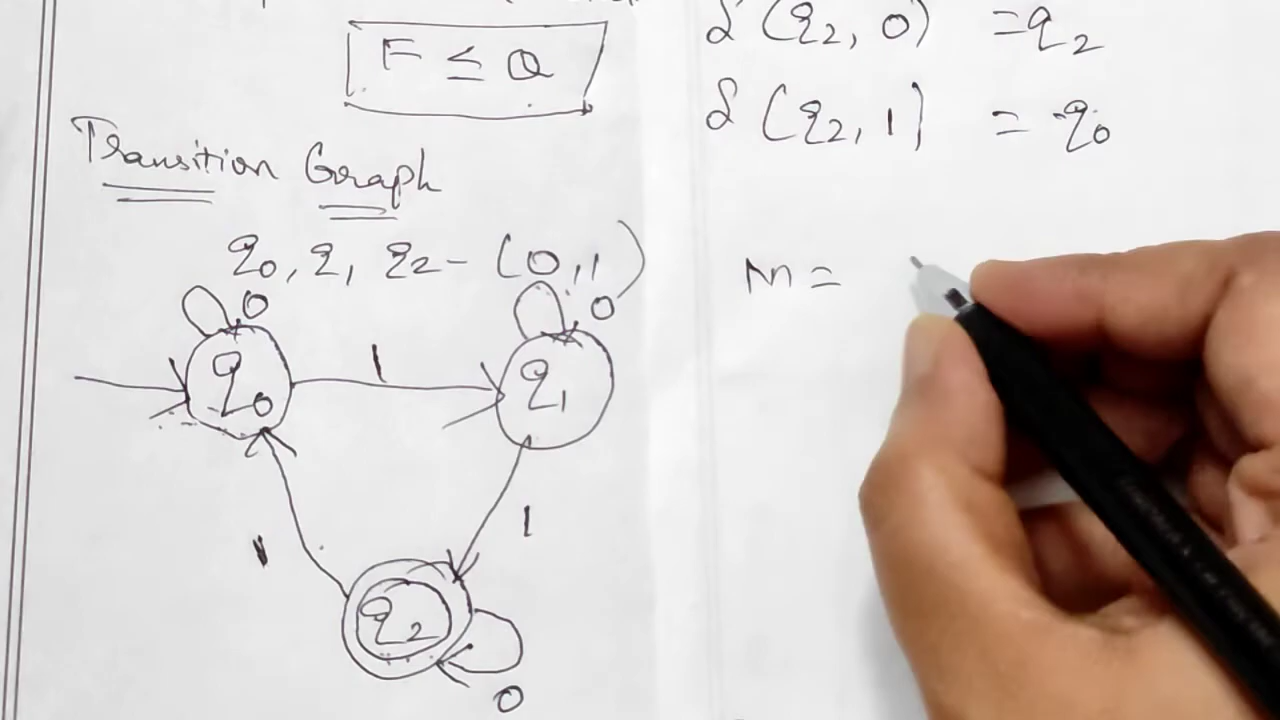 F ≤ Q
Transition Graph
q0, q1, q2 - (0,1)
0
0
q0
1
q1
1
1
q2
0
δ (q2, 0) = q2
δ (q2, 1) = q0
M =